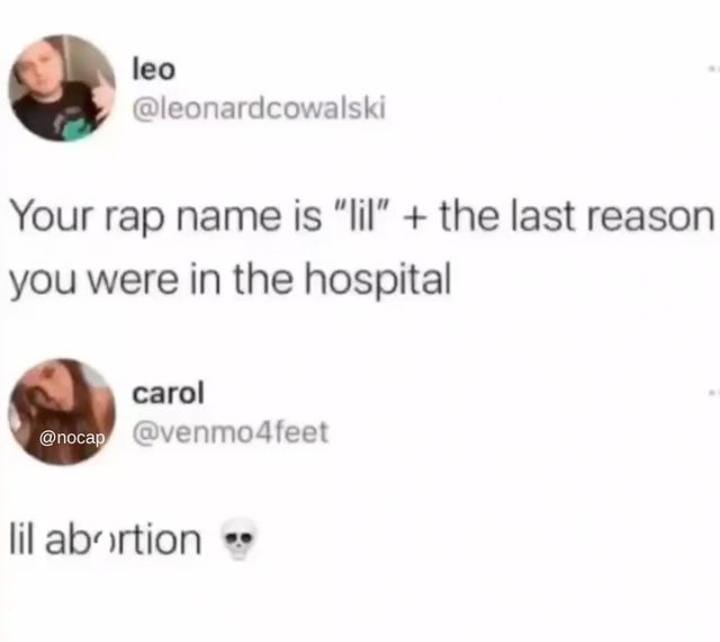 leo
@leonardcowalski
Your rap name is "lil" + the last reason
you were in the hospital
carol
@nocap
@venmo4feet
lil abortion 💀